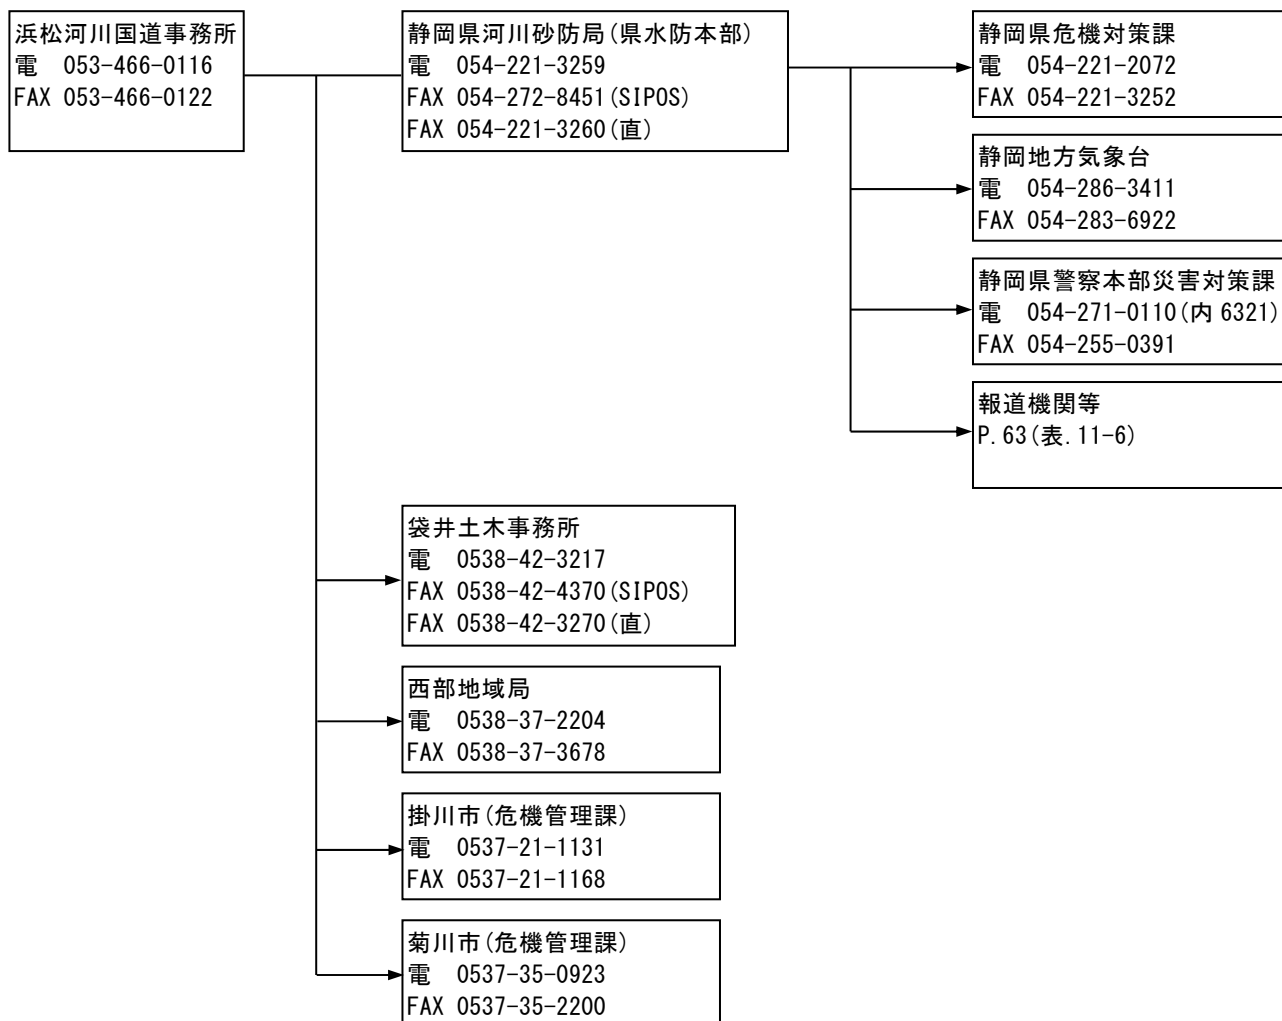 浜松河川国道事務所
電　053-466-0116
FAX 053-466-0122
静岡県河川砂防局(県水防本部)
電　054-221-3259
FAX 054-272-8451(SIPOS)
FAX 054-221-3260(直)
静岡県危機対策課
電　054-221-2072
FAX 054-221-3252
静岡地方気象台
電　054-286-3411
FAX 054-283-6922
静岡県警察本部災害対策課
電　054-271-0110(内 6321)
FAX 054-255-0391
報道機関等
P.63(表.11-6)
袋井土木事務所
電　0538-42-3217
FAX 0538-42-4370(SIPOS)
FAX 0538-42-3270(直)
西部地域局
電　0538-37-2204
FAX 0538-37-3678
掛川市(危機管理課)
電　0537-21-1131
FAX 0537-21-1168
菊川市(危機管理課)
電　0537-35-0923
FAX 0537-35-2200